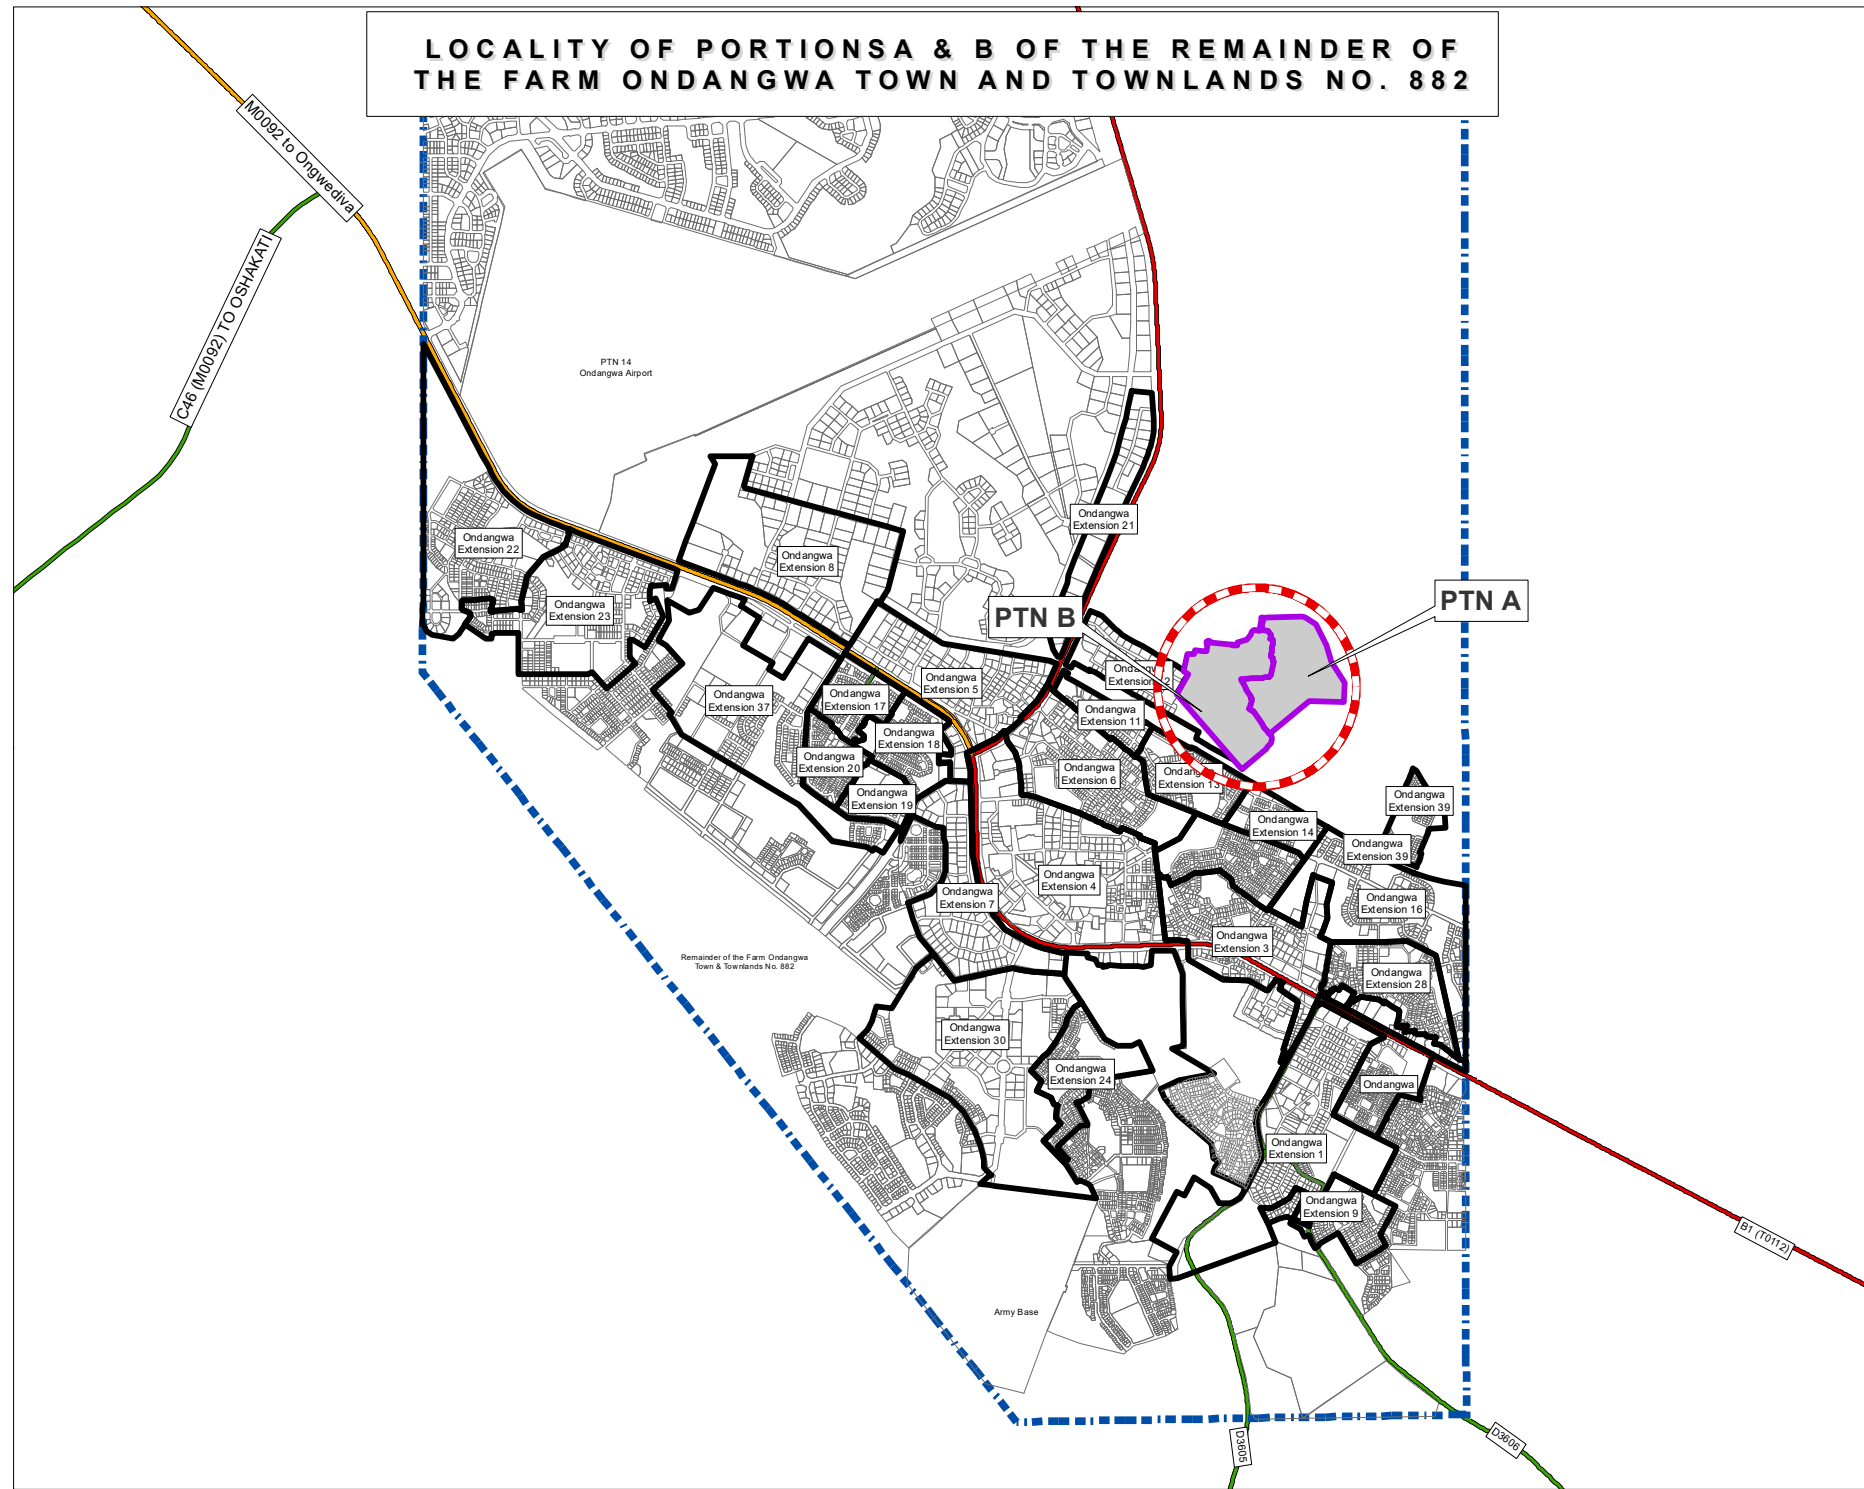 LOCALITY OF PORTIONSA & B OF THE REMAINDER OF
THE FARM ONDANGWA TOWN AND TOWNLANDS NO. 882
M0092 to Ongwediva
C46 (M0092) TO OSHAKATI
PTN 14
Ondangwa Airport
Ondangwa
Extension 21
Ondangwa
Extension 22
Ondangwa
Extension 8
Ondangwa
Extension 23
PTN B
PTN A
Ondangwa
Extension 5
Ondangwa
Extension 37
Ondangwa
Extension 17
Ondangwa
Extension 11
Ondangwa
Extension 18
Ondangwa
Extension 20
Ondangwa
Extension 6
Extension 13
Ondangwa
Extension 19
Ondangwa
Extension 39
Ondangwa
Extension 14
Ondangwa
Extension 39
Ondangwa
Extension 4
Ondangwa
Extension 7
Ondangwa
Extension 16
Ondangwa
Extension 3
Remainder of the Farm Ondangwa
Town & Townlands No. 882
Ondangwa
Extension 28
Ondangwa
Extension 30
Ondangwa
Extension 24
Ondangwa
Ondangwa
Extension 1
Ondangwa
Extension 9
B1 (T0112)
Army Base
D3605
D3606